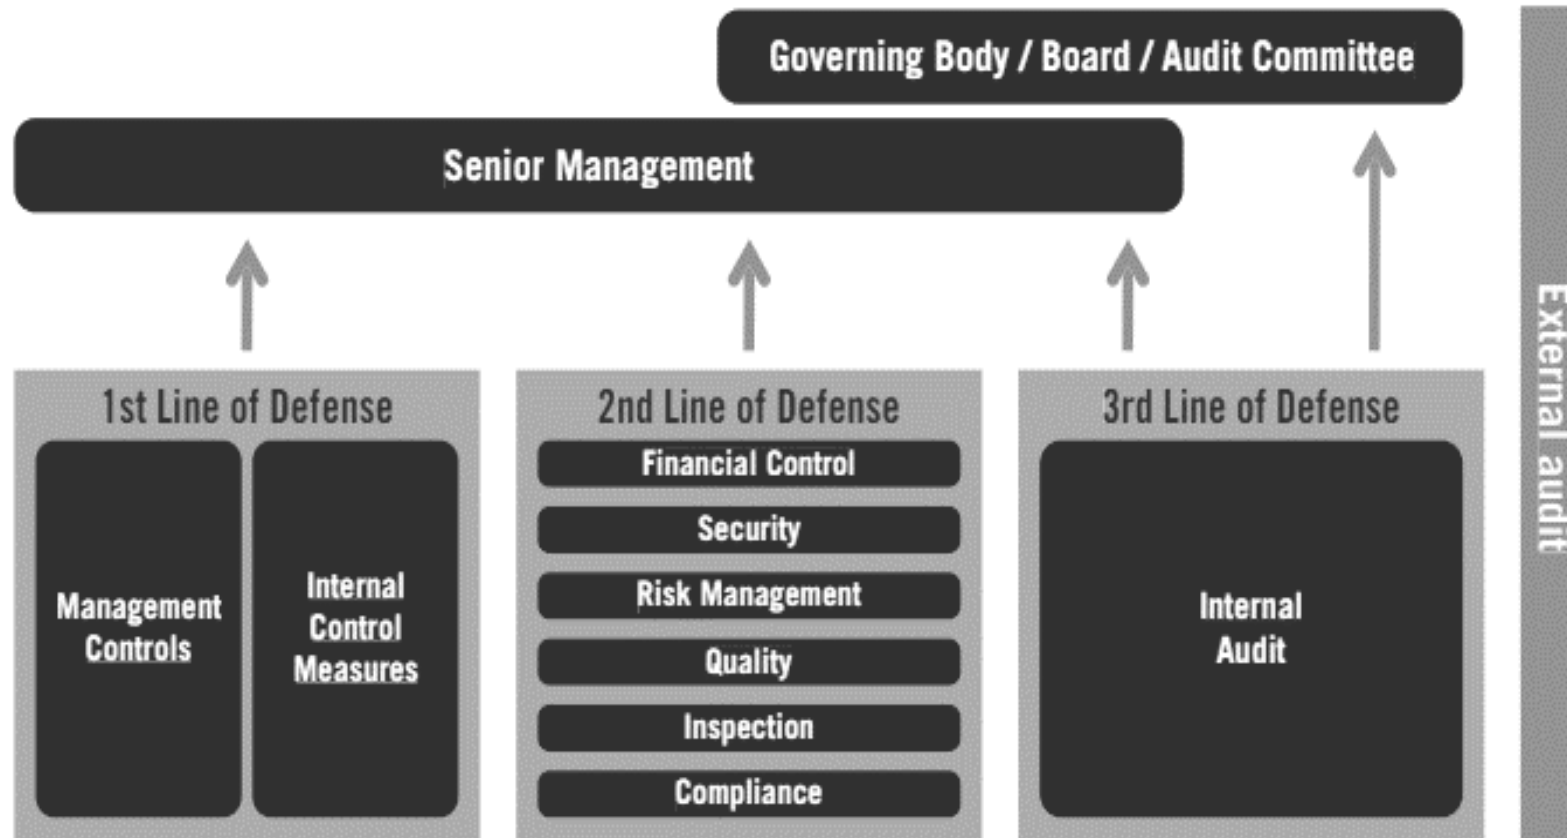 Governing Body / Board / Audit Committee
Senior Management
1st Line of Defense
Management
Controls
Internal
Control
Measures
2nd Line of Defense
Financial Control
Security
Risk Management
Quality
Inspection
Compliance
3rd Line of Defense
Internal
Audit
External audit